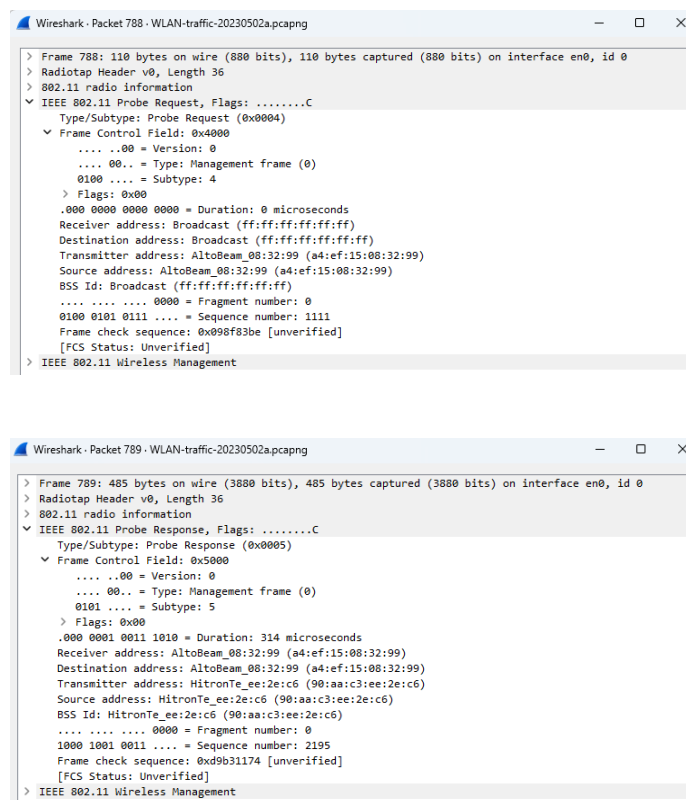 Wireshark · Packet 788 · WLAN-traffic-20230502a.pcapng
Frame 788: 110 bytes on wire (880 bits), 110 bytes captured (880 bits) on interface en0, id 0
Radiotap Header v0, Length 36
802.11 radio information
IEEE 802.11 Probe Request, Flags: ........C
Type/Subtype: Probe Request (0x0004)
Frame Control Field: 0x4000
.... ..00 = Version: 0
.... 00.. = Type: Management frame (0)
0100 .... = Subtype: 4
Flags: 0x00
.000 0000 0000 0000 = Duration: 0 microseconds
Receiver address: Broadcast (ff:ff:ff:ff:ff:ff)
Destination address: Broadcast (ff:ff:ff:ff:ff:ff)
Transmitter address: AltoBeam_08:32:99 (a4:ef:15:08:32:99)
Source address: AltoBeam_08:32:99 (a4:ef:15:08:32:99)
BSS Id: Broadcast (ff:ff:ff:ff:ff:ff)
.... .... .... 0000 = Fragment number: 0
0100 0101 0111 .... = Sequence number: 1111
Frame check sequence: 0x098f83be [unverified]
[FCS Status: Unverified]
IEEE 802.11 Wireless Management
Wireshark · Packet 789 · WLAN-traffic-20230502a.pcapng
Frame 789: 485 bytes on wire (3880 bits), 485 bytes captured (3880 bits) on interface en0, id 0
Radiotap Header v0, Length 36
802.11 radio information
IEEE 802.11 Probe Response, Flags: ........C
Type/Subtype: Probe Response (0x0005)
Frame Control Field: 0x5000
.... ..00 = Version: 0
.... 00.. = Type: Management frame (0)
0101 .... = Subtype: 5
Flags: 0x00
.000 0001 0011 1010 = Duration: 314 microseconds
Receiver address: AltoBeam_08:32:99 (a4:ef:15:08:32:99)
Destination address: AltoBeam_08:32:99 (a4:ef:15:08:32:99)
Transmitter address: HitronTe_ee:2e:c6 (90:aa:c3:ee:2e:c6)
Source address: HitronTe_ee:2e:c6 (90:aa:c3:ee:2e:c6)
BSS Id: HitronTe_ee:2e:c6 (90:aa:c3:ee:2e:c6)
.... .... .... 0000 = Fragment number: 0
1000 1001 0011 .... = Sequence number: 2195
Frame check sequence: 0xd9b31174 [unverified]
[FCS Status: Unverified]
IEEE 802.11 Wireless Management